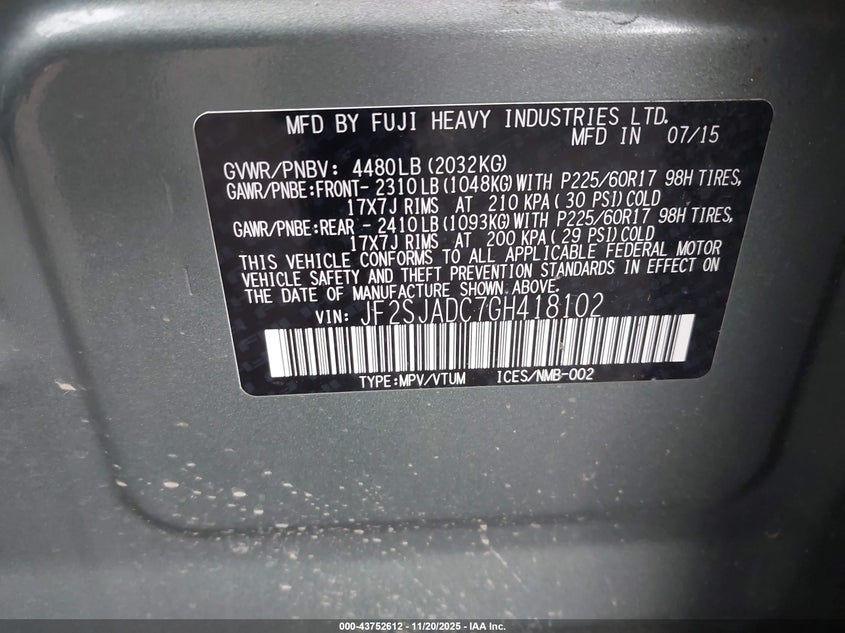 MFD BY FUJI HEAVY INDUSTRIES LTD.
MFD IN 07/15
GVWR/PNBV: 4480LB (2032KG)
GAWR/PNBE:FRONT- 2310LB (1048KG) WITH P225/60R17 98H TIRES,
17X7J RIMS AT 210 KPA ( 30 PSI) COLD
GAWR/PNBE:REAR - 2410LB (1093KG) WITH P225/60R17 98H TIRES,
17X7J RIMS AT 200 KPA ( 29 PSI) COLD
THIS VEHICLE CONFORMS TO ALL APPLICABLE FEDERAL MOTOR
VEHICLE SAFETY AND THEFT PREVENTION STANDARDS IN EFFECT ON
THE DATE OF MANUFACTURE SHOWN ABOVE.
VIN: JF2SJADC7GH418102
TYPE:MPV/VTUM ICES/NMB-002
000-43752612 - 11/20/2025 - IAA Inc.